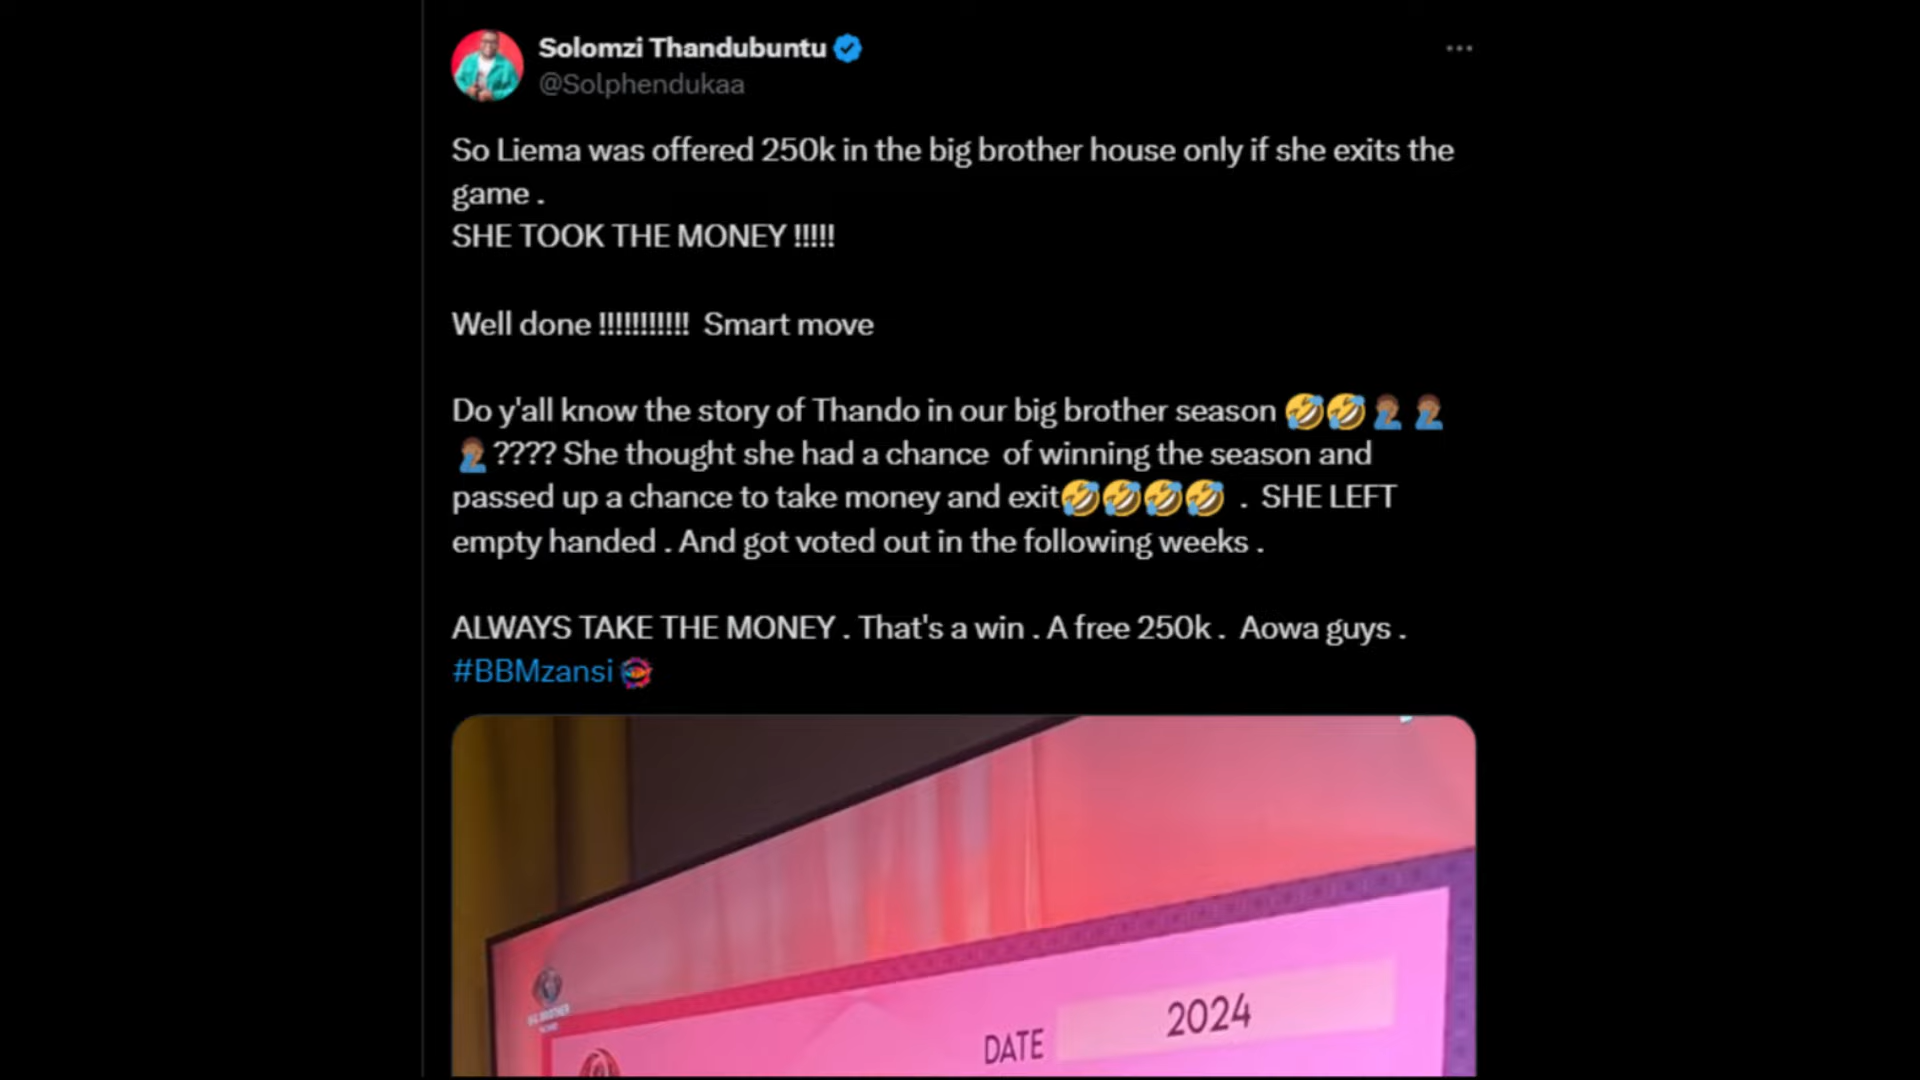 Solomzi Thandubuntu
@Solphendukaa
So Liema was offered 250k in the big brother house only if she exits the
game .
SHE TOOK THE MONEY !!!!!
Well done !!!!!!!!!!!  Smart move
Do y'all know the story of Thando in our big brother season 🤣🤣🤦🏾‍♂️🤦🏾‍♂️
🤦🏾‍♂️???? She thought she had a chance  of winning the season and
passed up a chance to take money and exit🤣🤣🤣🤣  .  SHE LEFT
empty handed . And got voted out in the following weeks .
ALWAYS TAKE THE MONEY . That's a win . A free 250k .  Aowa guys .
#BBMzansi
DATE 2024